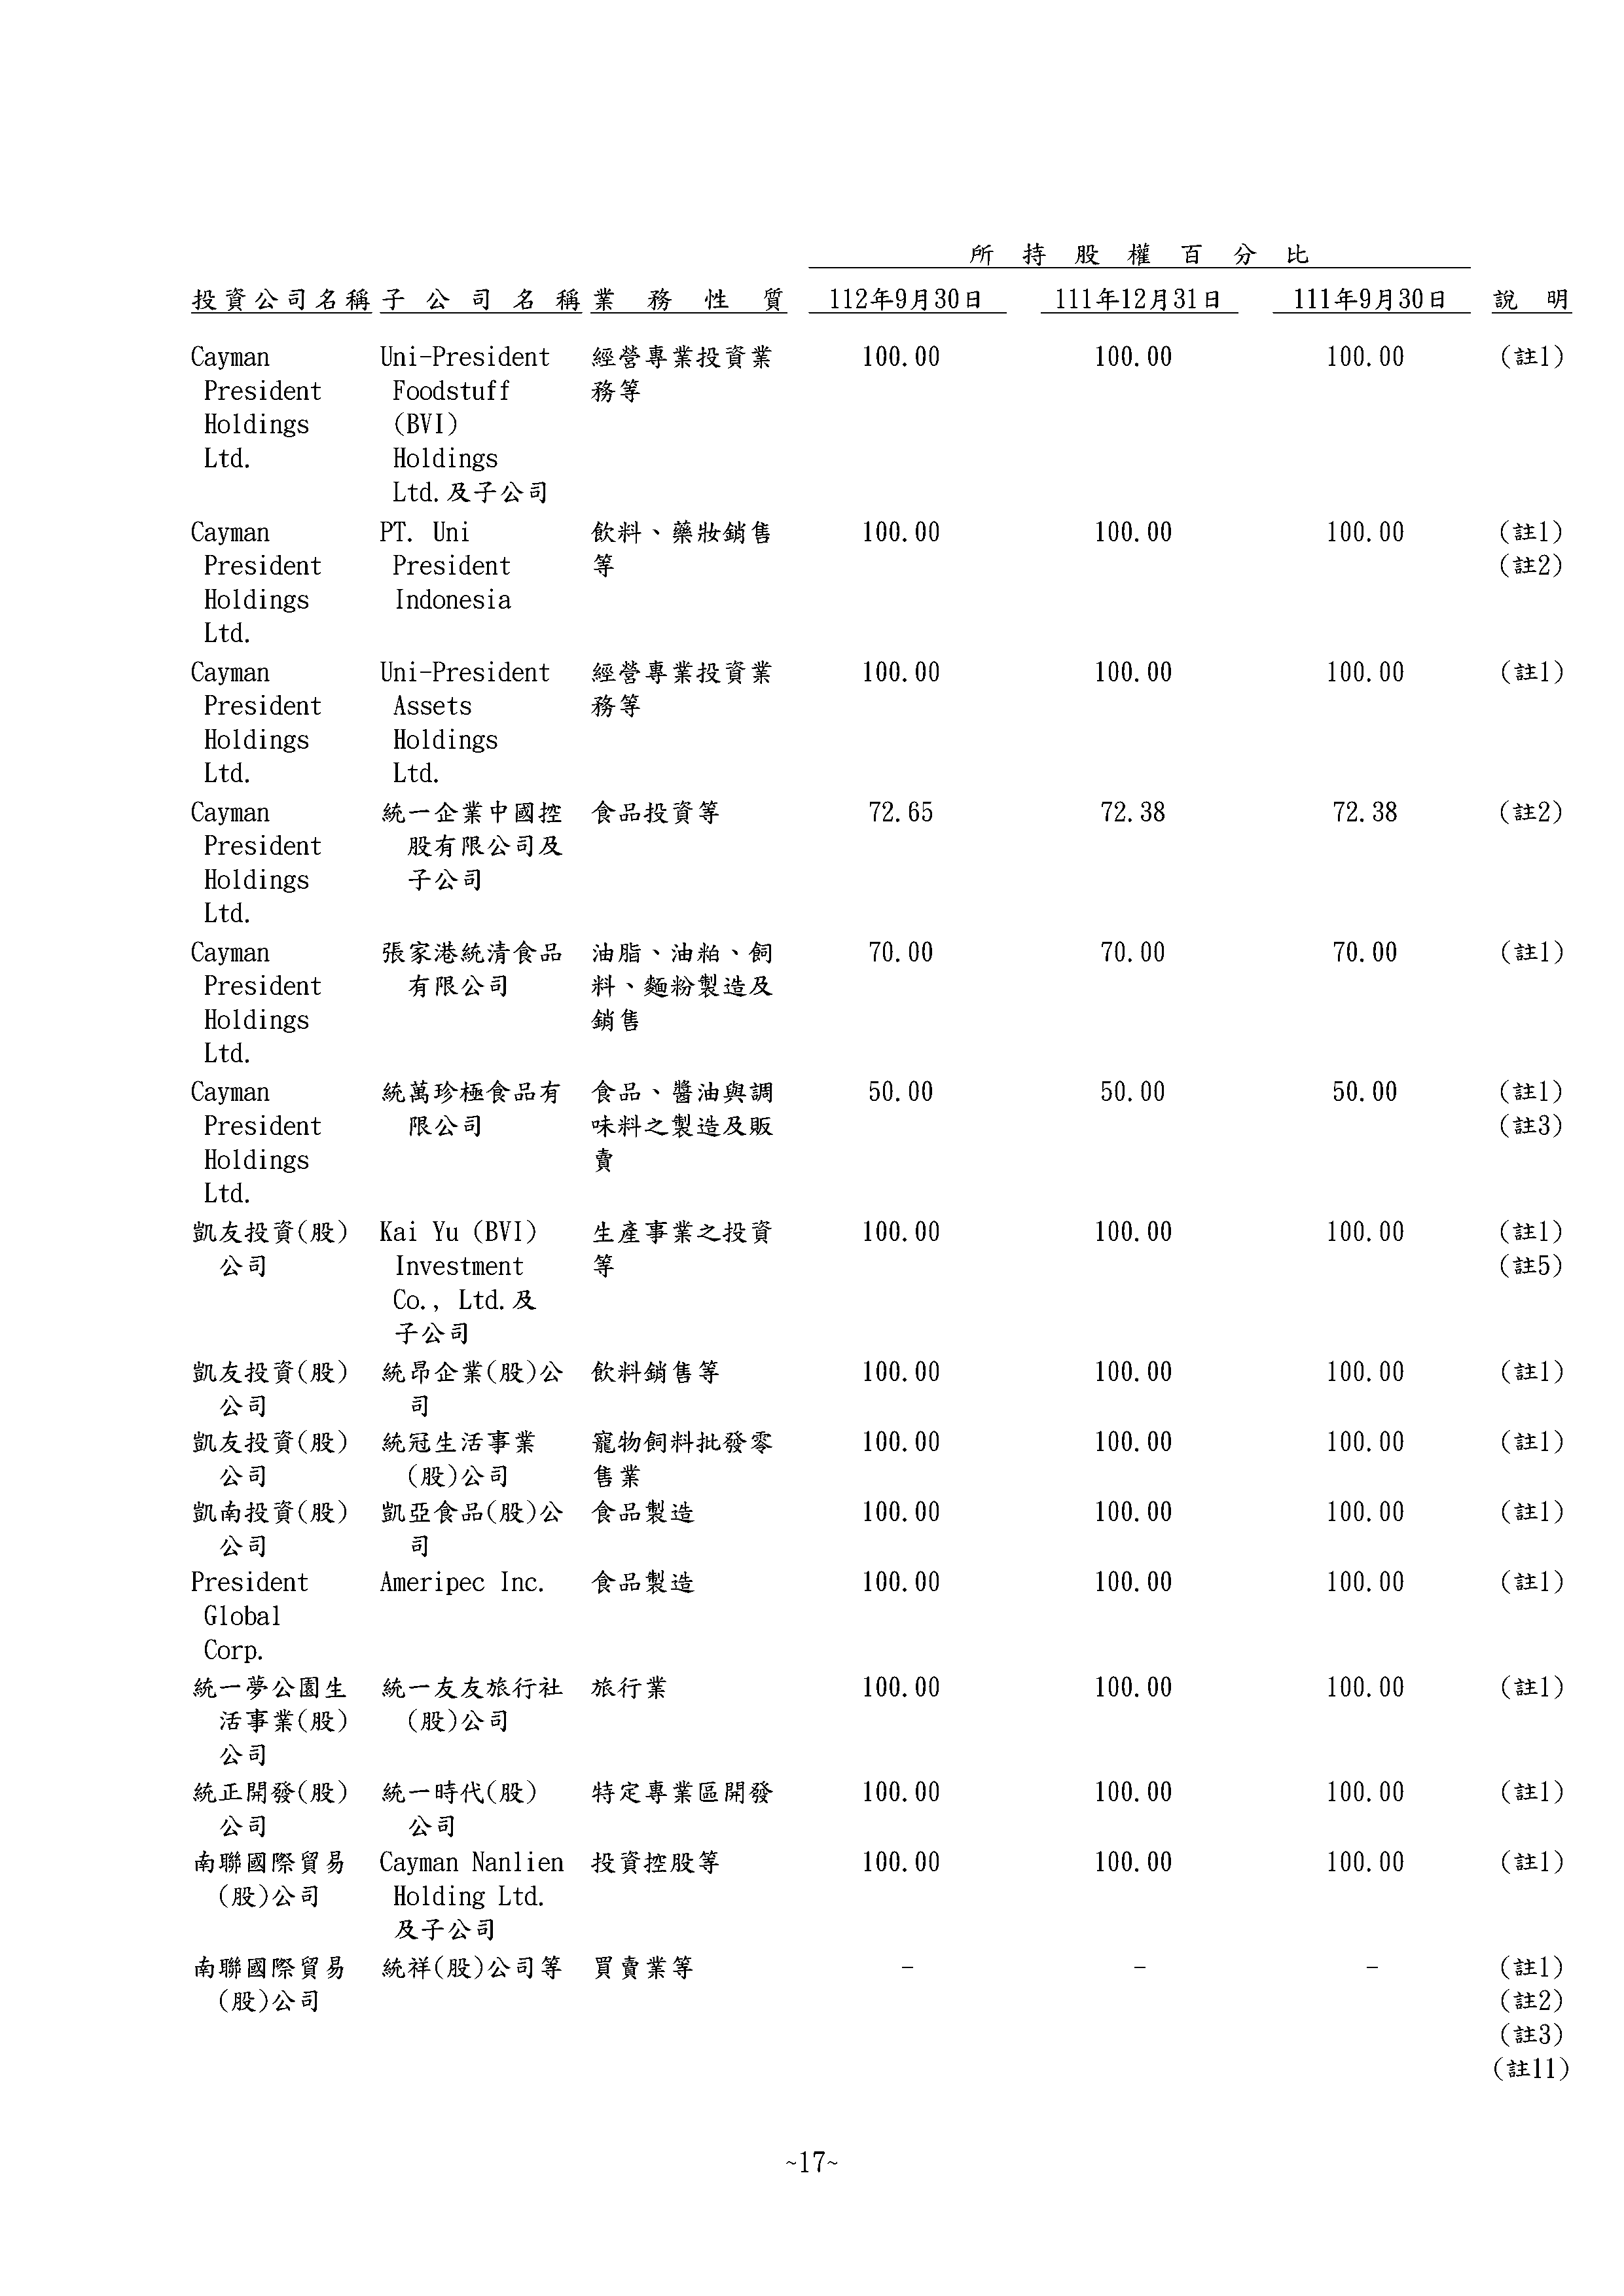 所持股權百分比
投資公司名稱 子公司名稱 業務性質 112年9月30日 111年12月31日 111年9月30日 說明
Cayman Uni-President 經營專業投資業 100.00 100.00 100.00 (註1)
President Foodstuff 務等
Holdings (BVI)
Ltd. Holdings
Ltd.及子公司
Cayman PT. Uni 飲料、藥妝銷售 100.00 100.00 100.00 (註1)
President President 等 (註2)
Holdings Indonesia
Ltd.
Cayman Uni-President 經營專業投資業 100.00 100.00 100.00 (註1)
President Assets 務等
Holdings Holdings
Ltd. Ltd.
Cayman 統一企業中國控 食品投資等 72.65 72.38 72.38 (註2)
President 股有限公司及
Holdings 子公司
Ltd.
Cayman 張家港統清食品 油脂、油粕、飼 70.00 70.00 70.00 (註1)
President 有限公司 料、麵粉製造及
Holdings 銷售
Ltd.
Cayman 統萬珍極食品有 食品、醬油與調 50.00 50.00 50.00 (註1)
President 限公司 味料之製造及販 (註3)
Holdings 賣
Ltd.
凱友投資(股) Kai Yu (BVI) 生產事業之投資 100.00 100.00 100.00 (註1)
公司 Investment 等 (註5)
Co., Ltd.及
子公司
凱友投資(股) 統昂企業(股)公 飲料銷售等 100.00 100.00 100.00 (註1)
公司 司
凱友投資(股) 統冠生活事業 寵物飼料批發零 100.00 100.00 100.00 (註1)
公司 (股)公司 售業
凱南投資(股) 凱亞食品(股)公 食品製造 100.00 100.00 100.00 (註1)
公司 司
President Ameripec Inc. 食品製造 100.00 100.00 100.00 (註1)
Global
Corp.
統一夢公園生 統一友友旅行社 旅行業 100.00 100.00 100.00 (註1)
活事業(股) (股)公司
公司
統正開發(股) 統一時代(股) 特定專業區開發 100.00 100.00 100.00 (註1)
公司 公司
南聯國際貿易 Cayman Nanlien 投資控股等 100.00 100.00 100.00 (註1)
(股)公司 Holding Ltd.
及子公司
南聯國際貿易 統祥(股)公司等 買賣業等 - - - (註1)
(股)公司 (註2)
(註3)
(註11)
~17~